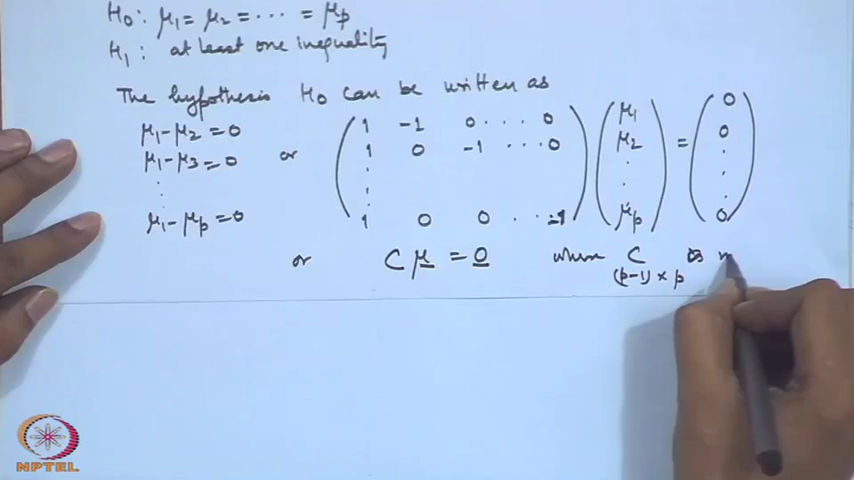 H₀: μ₁ = μ₂ = ··· = μₚ
H₁: at least one inequality
The hypothesis H₀ can be written as
μ₁-μ₂=0
μ₁-μ₃=0
⋮
μ₁-μₚ=0
or
1 -1 0 ··· 0
1 0 -1 ··· 0
⋮
1 0 0 ··· -1
μ₁
μ₂
⋮
μₚ
=
0
0
⋮
0
or Cμ = 0 where C is
(p-1)×p
NPTEL